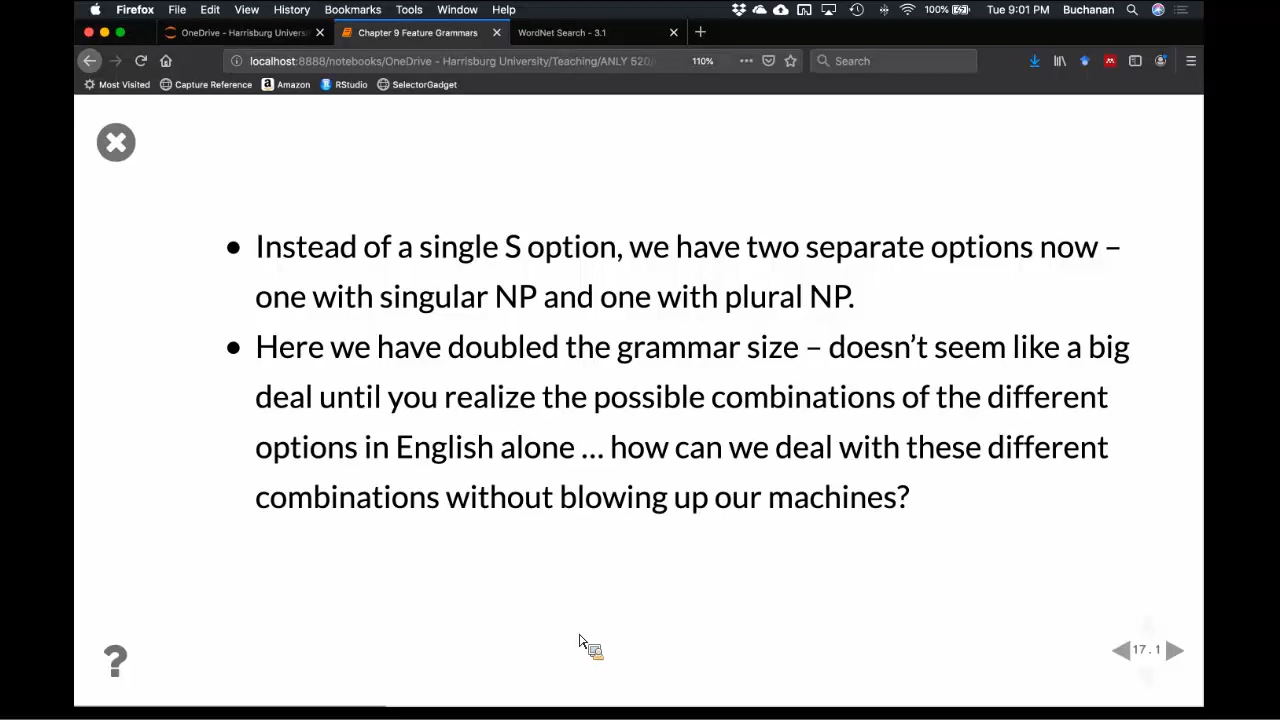 Firefox File Edit View History Bookmarks Tools Window Help 100% Tue 9:01 PM Buchanan
OneDrive - Harrisburg Universi Chapter 9 Feature Grammars WordNet Search - 3.1
localhost:8888/notebooks/OneDrive - Harrisburg University/Teaching/ANLY 520/ 110% Search
Most Visited Capture Reference Amazon RStudio SelectorGadget
• Instead of a single S option, we have two separate options now –
one with singular NP and one with plural NP.
• Here we have doubled the grammar size – doesn’t seem like a big
deal until you realize the possible combinations of the different
options in English alone … how can we deal with these different
combinations without blowing up our machines?
?
17 . 1